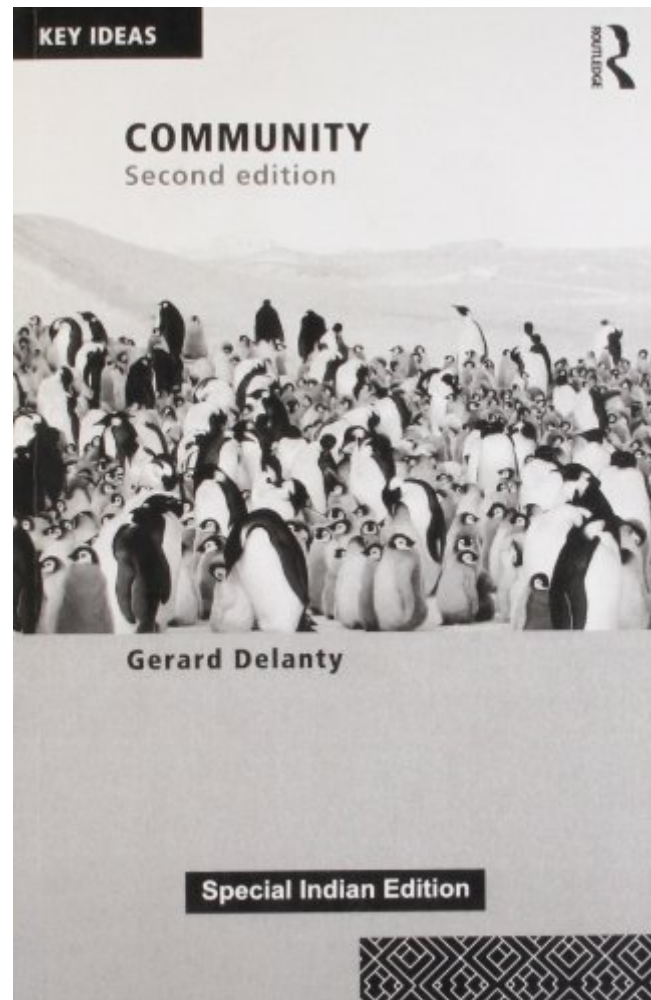 KEY IDEAS
ROUTLEDGE
COMMUNITY
Second edition
Gerard Delanty
Special Indian Edition